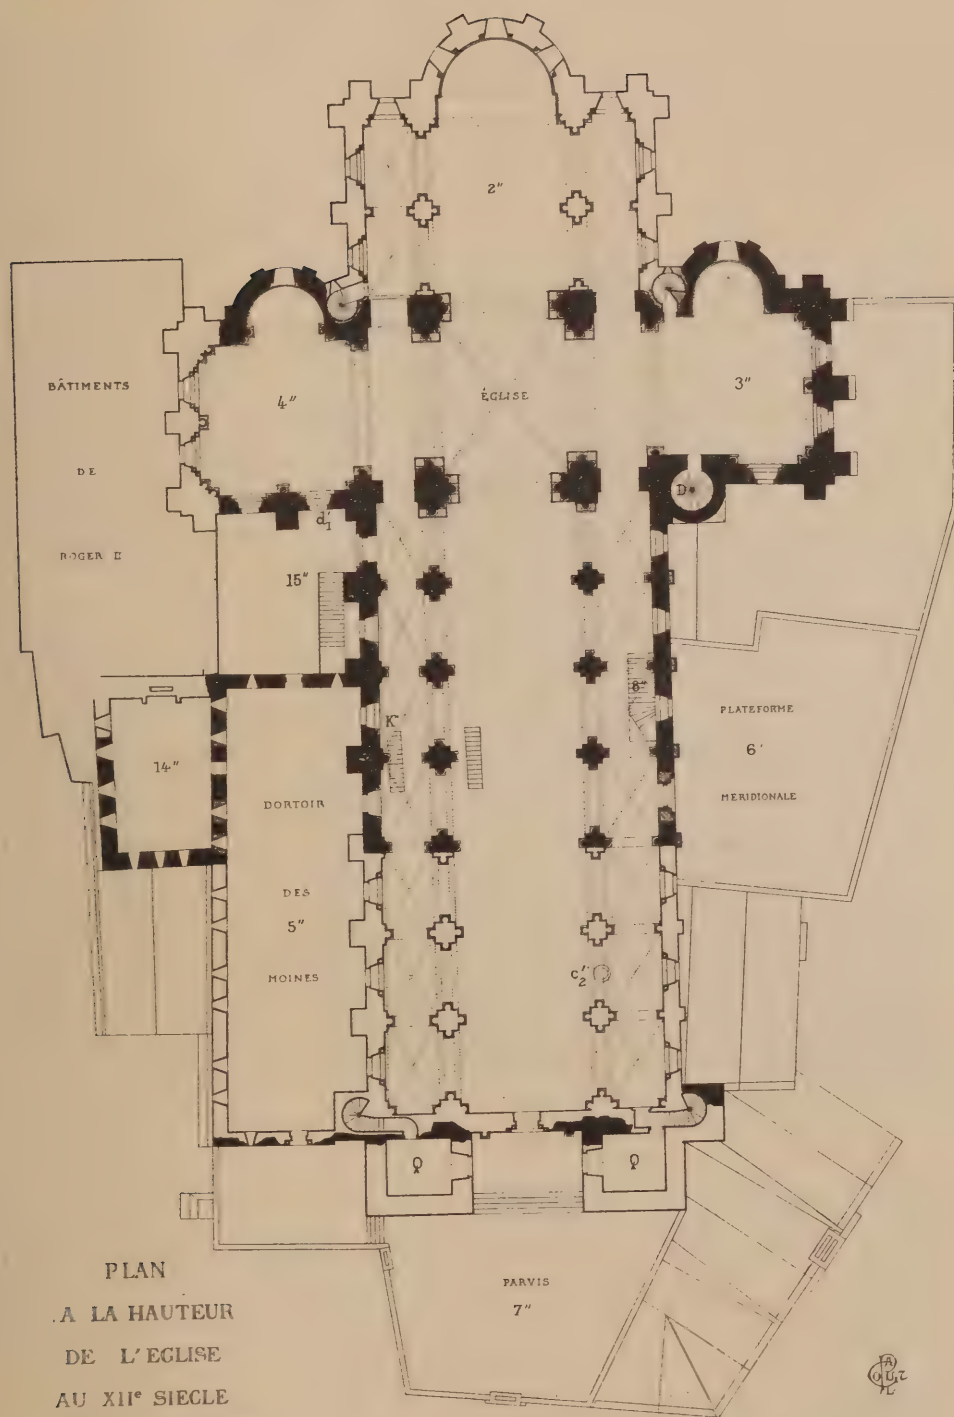 2"
BÂTIMENTS
DE
ROGER II
4"
ÉGLISE
3"
D
d'1
15"
K"
8"
PLATEFORME
6'
MERIDIONALE
14"
DORTOIR
DES
5"
MOINES
c'2
Q
Q
PARVIS
7"
PLAN
A LA HAUTEUR
DE L'EGLISE
AU XIIe SIECLE